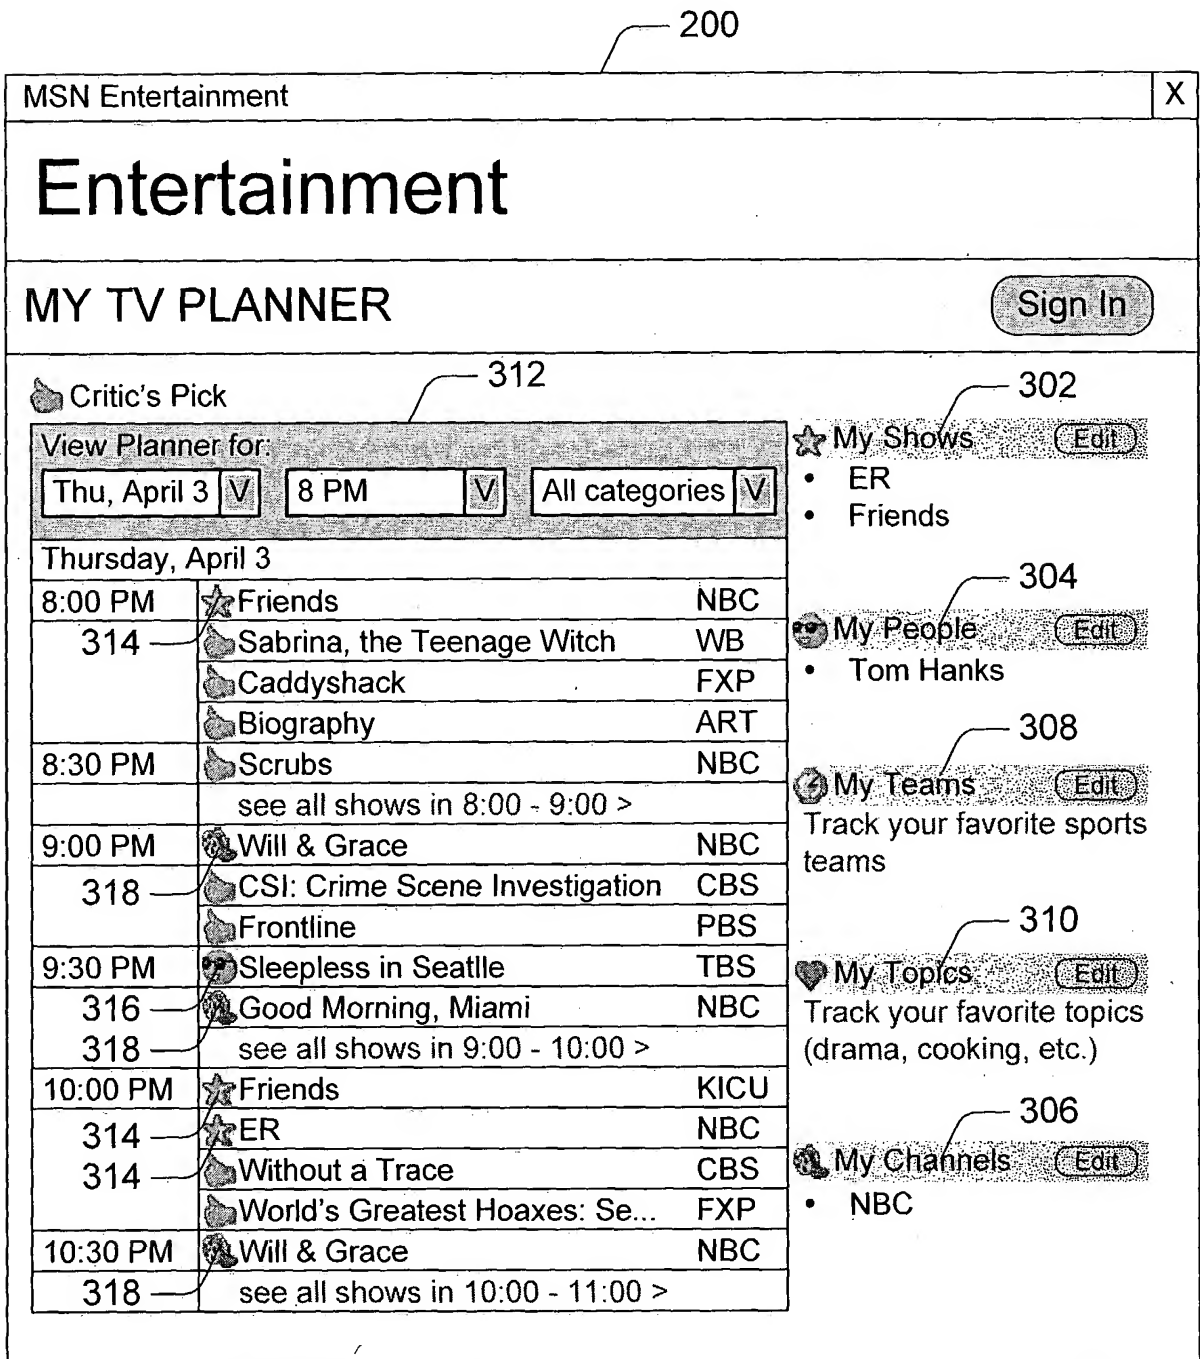 200
MSN Entertainment X
Entertainment
MY TV PLANNER Sign In
Critic's Pick
312
View Planner for:
Thu, April 3 V 8 PM V All categories V
Thursday, April 3
8:00 PM Friends NBC
314 Sabrina, the Teenage Witch WB
Caddyshack FXP
Biography ART
8:30 PM Scrubs NBC
see all shows in 8:00 - 9:00 >
9:00 PM Will & Grace NBC
318 CSI: Crime Scene Investigation CBS
Frontline PBS
9:30 PM Sleepless in Seatlle TBS
316 Good Morning, Miami NBC
318 see all shows in 9:00 - 10:00 >
10:00 PM Friends KICU
314 ER NBC
314 Without a Trace CBS
World's Greatest Hoaxes: Se... FXP
10:30 PM Will & Grace NBC
318 see all shows in 10:00 - 11:00 >
302
My Shows Edit
• ER
• Friends
304
My People Edit
• Tom Hanks
308
My Teams Edit
Track your favorite sports
teams
310
My Topics Edit
Track your favorite topics
(drama, cooking, etc.)
306
My Channels Edit
• NBC